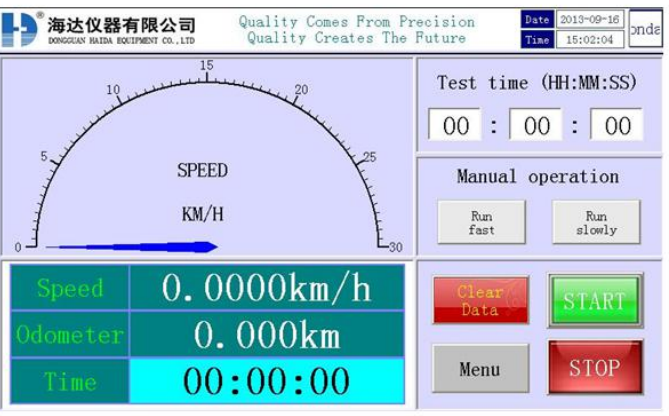 海达仪器有限公司
DONGGUAN HAIDA EQUIPMENT CO.,LTD
Quality Comes From Precision
Quality Creates The Future
Date 2013-09-16
Time 15:02:04
onda
15
10 20
5 25
SPEED
KM/H
0 30
Test time (HH:MM:SS)
00 : 00 : 00
Manual operation
Run fast
Run slowly
Speed 0.0000km/h
Odometer 0.000km
Time 00:00:00
Clear Data
START
Menu
STOP